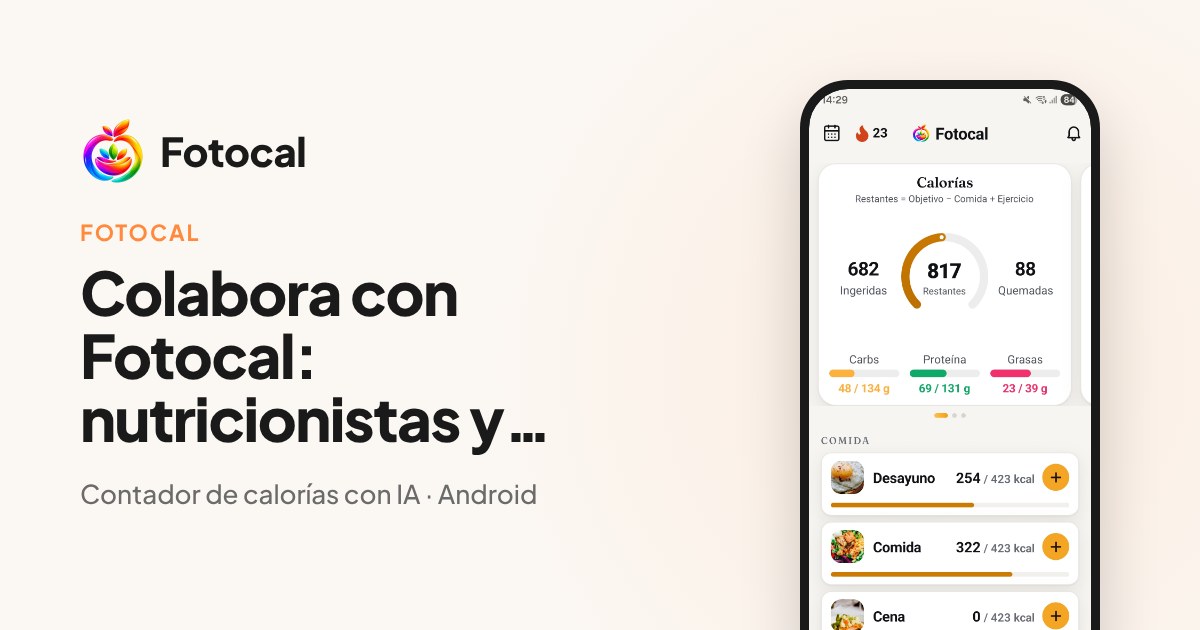 Fotocal
FOTOCAL
Colabora con
Fotocal:
nutricionistas y...
Contador de calorías con IA · Android
14:29
84
23
Fotocal
Calorías
Restantes = Objetivo − Comida + Ejercicio
682
Ingeridas
817
Restantes
88
Quemadas
Carbs
Proteína
Grasas
48 / 134 g
69 / 131 g
23 / 39 g
COMIDA
Desayuno 254 / 423 kcal +
Comida 322 / 423 kcal +
Cena 0 / 423 kcal +